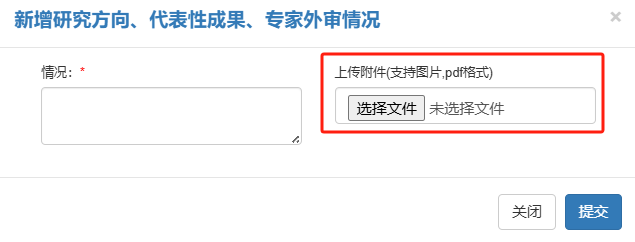 新增研究方向、代表性成果、专家外审情况
×
情况: *
上传附件(支持图片,pdf格式)
选择文件 未选择文件
关闭 提交